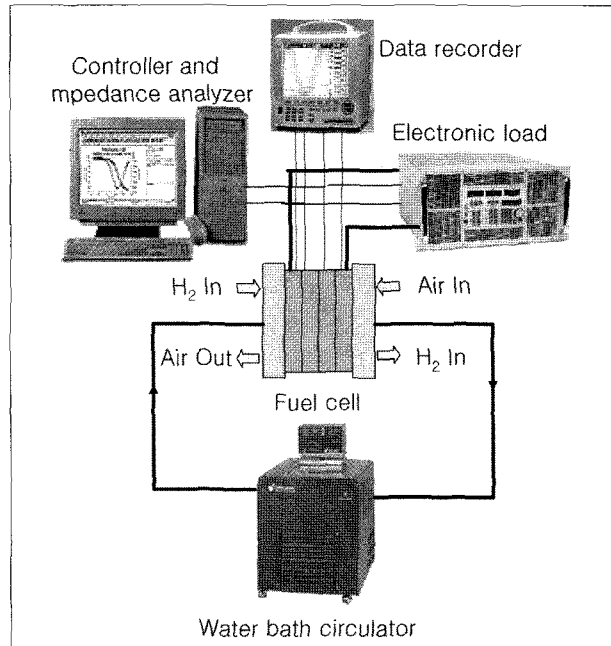 Data recorder
Controller and
mpedance analyzer
Electronic load
H₂ In
Air In
Air Out
H₂ In
Fuel cell
Water bath circulator